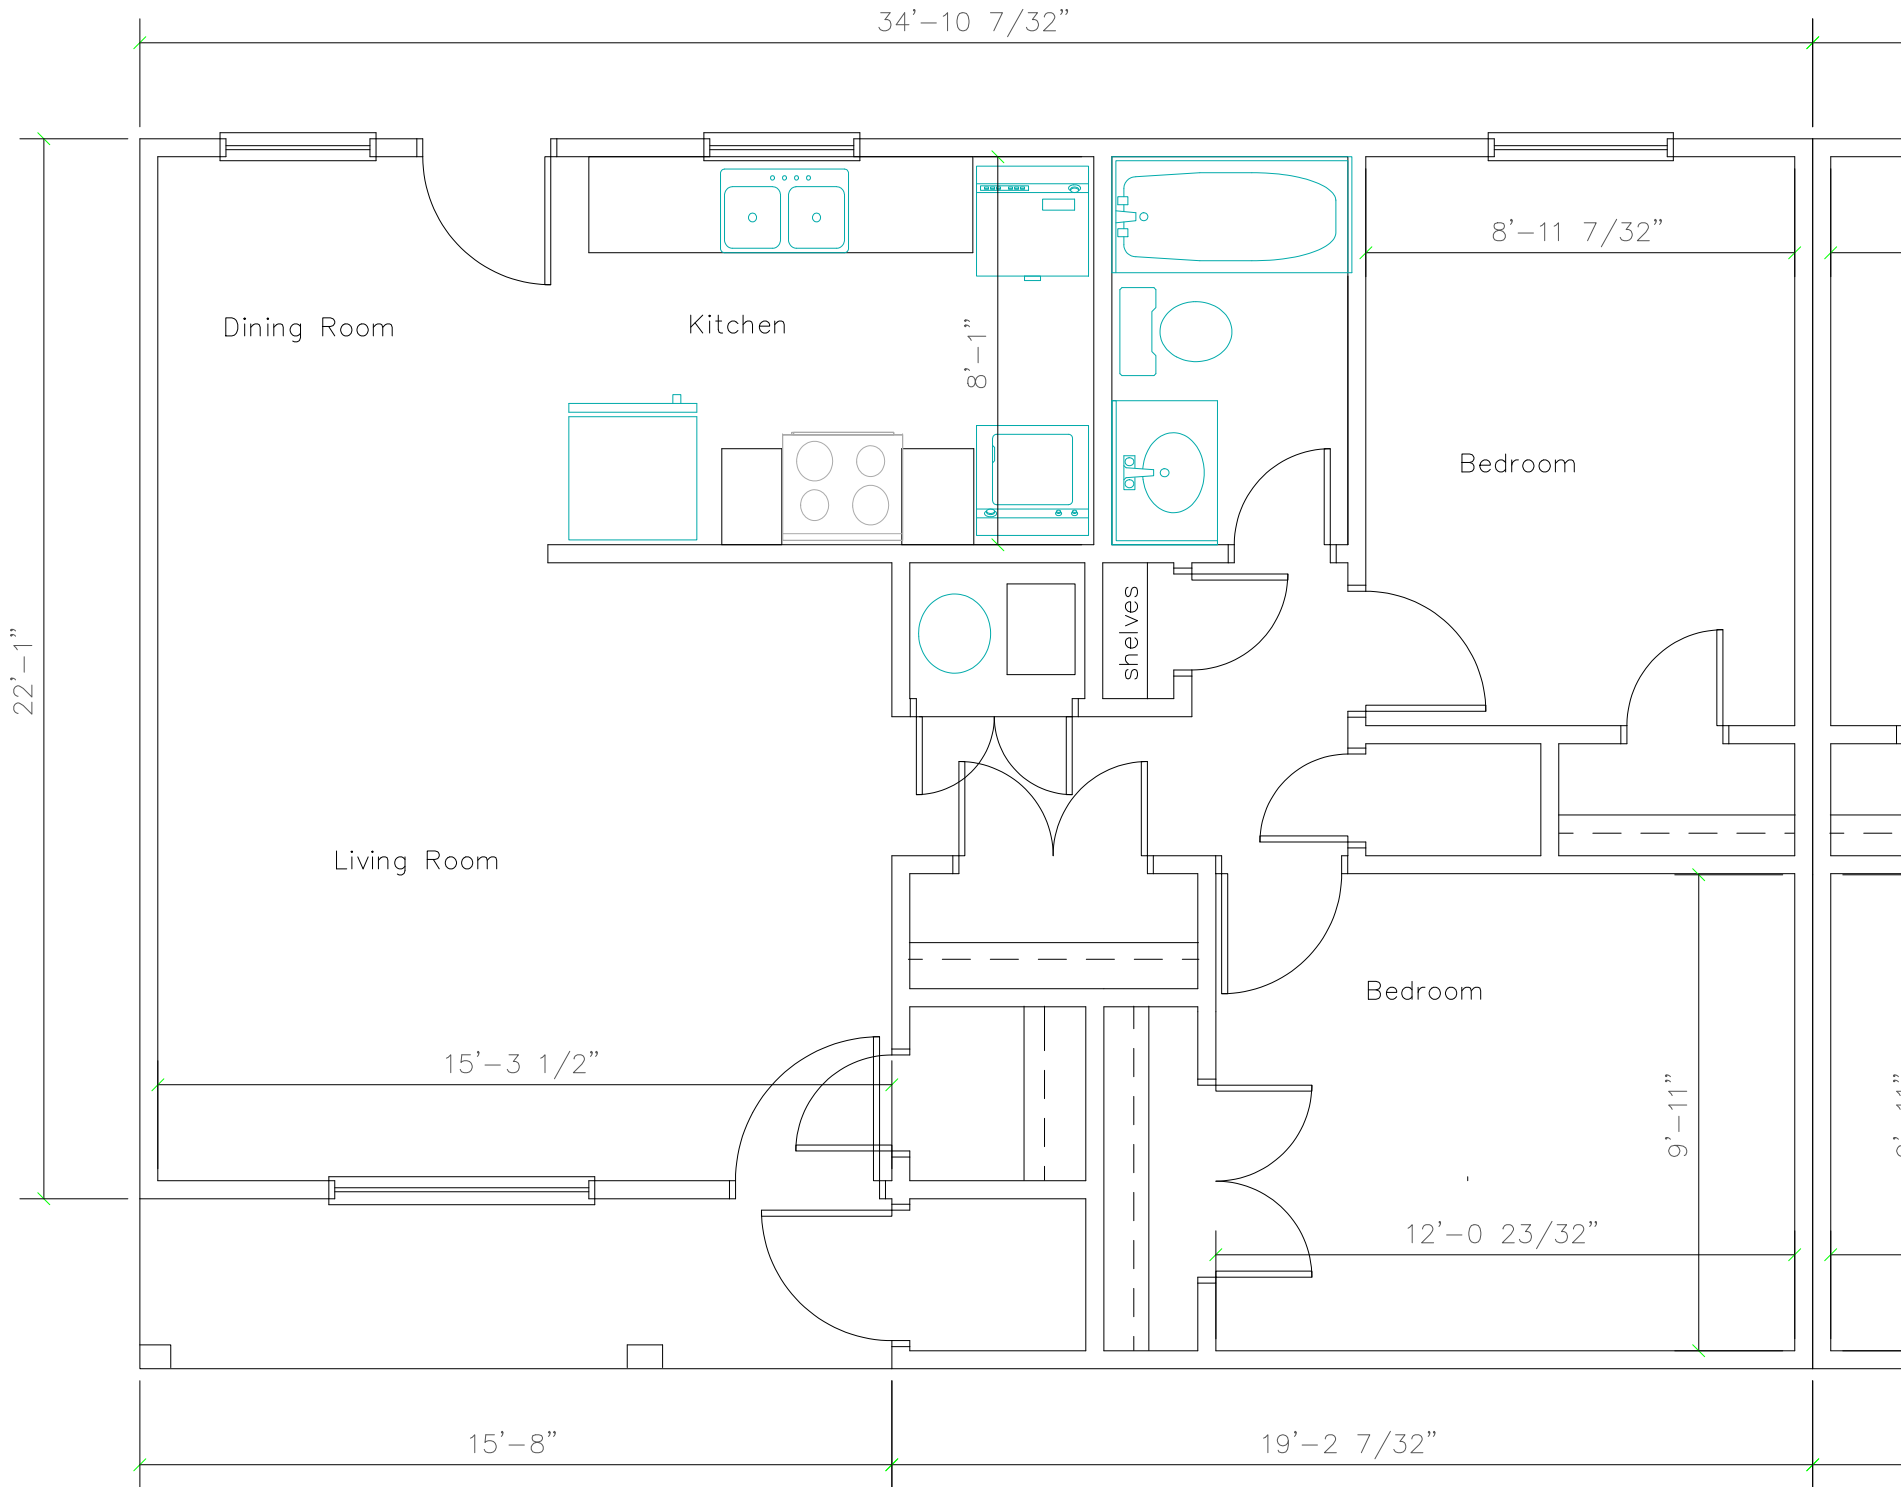 34'-10 7/32"
8'-11 7/32"
Dining Room
Kitchen
8'-1"
Bedroom
shelves
22'-1"
Living Room
Bedroom
15'-3 1/2"
9'-11"
12'-0 23/32"
15'-8"
19'-2 7/32"